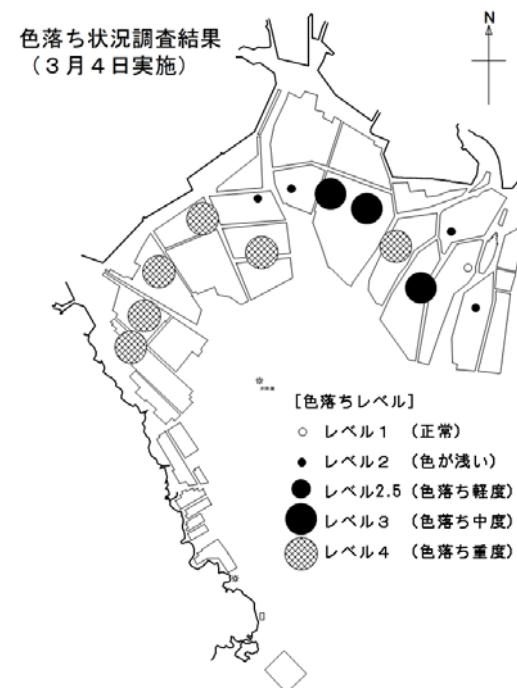 色落ち状況調査結果
（３月４日実施）
N
[色落ちレベル]
レベル１ （正常）
レベル２ （色が浅い）
レベル2.5 （色落ち軽度）
レベル３ （色落ち中度）
レベル４ （色落ち重度）